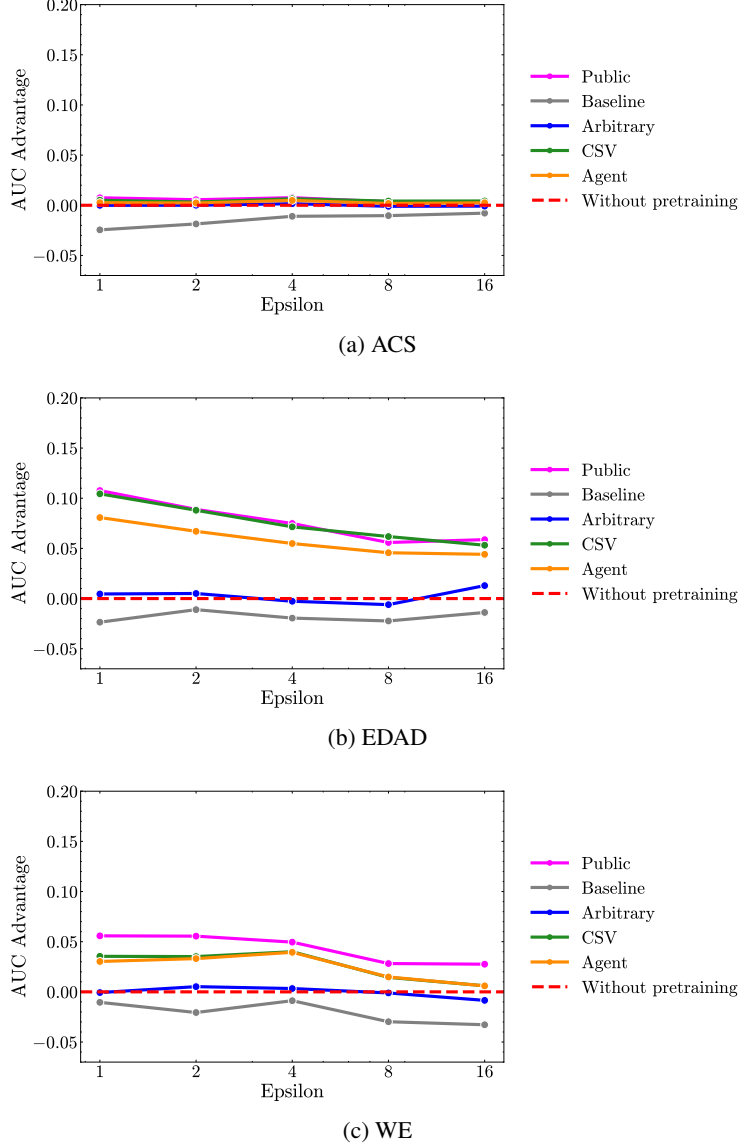 0.20
0.15
0.10
0.05
0.00
−0.05
AUC Advantage
1 2 4 8 16
Epsilon
Public
Baseline
Arbitrary
CSV
Agent
Without pretraining
(a) ACS
0.20
0.15
0.10
0.05
0.00
−0.05
AUC Advantage
1 2 4 8 16
Epsilon
Public
Baseline
Arbitrary
CSV
Agent
Without pretraining
(b) EDAD
0.20
0.15
0.10
0.05
0.00
−0.05
AUC Advantage
1 2 4 8 16
Epsilon
Public
Baseline
Arbitrary
CSV
Agent
Without pretraining
(c) WE